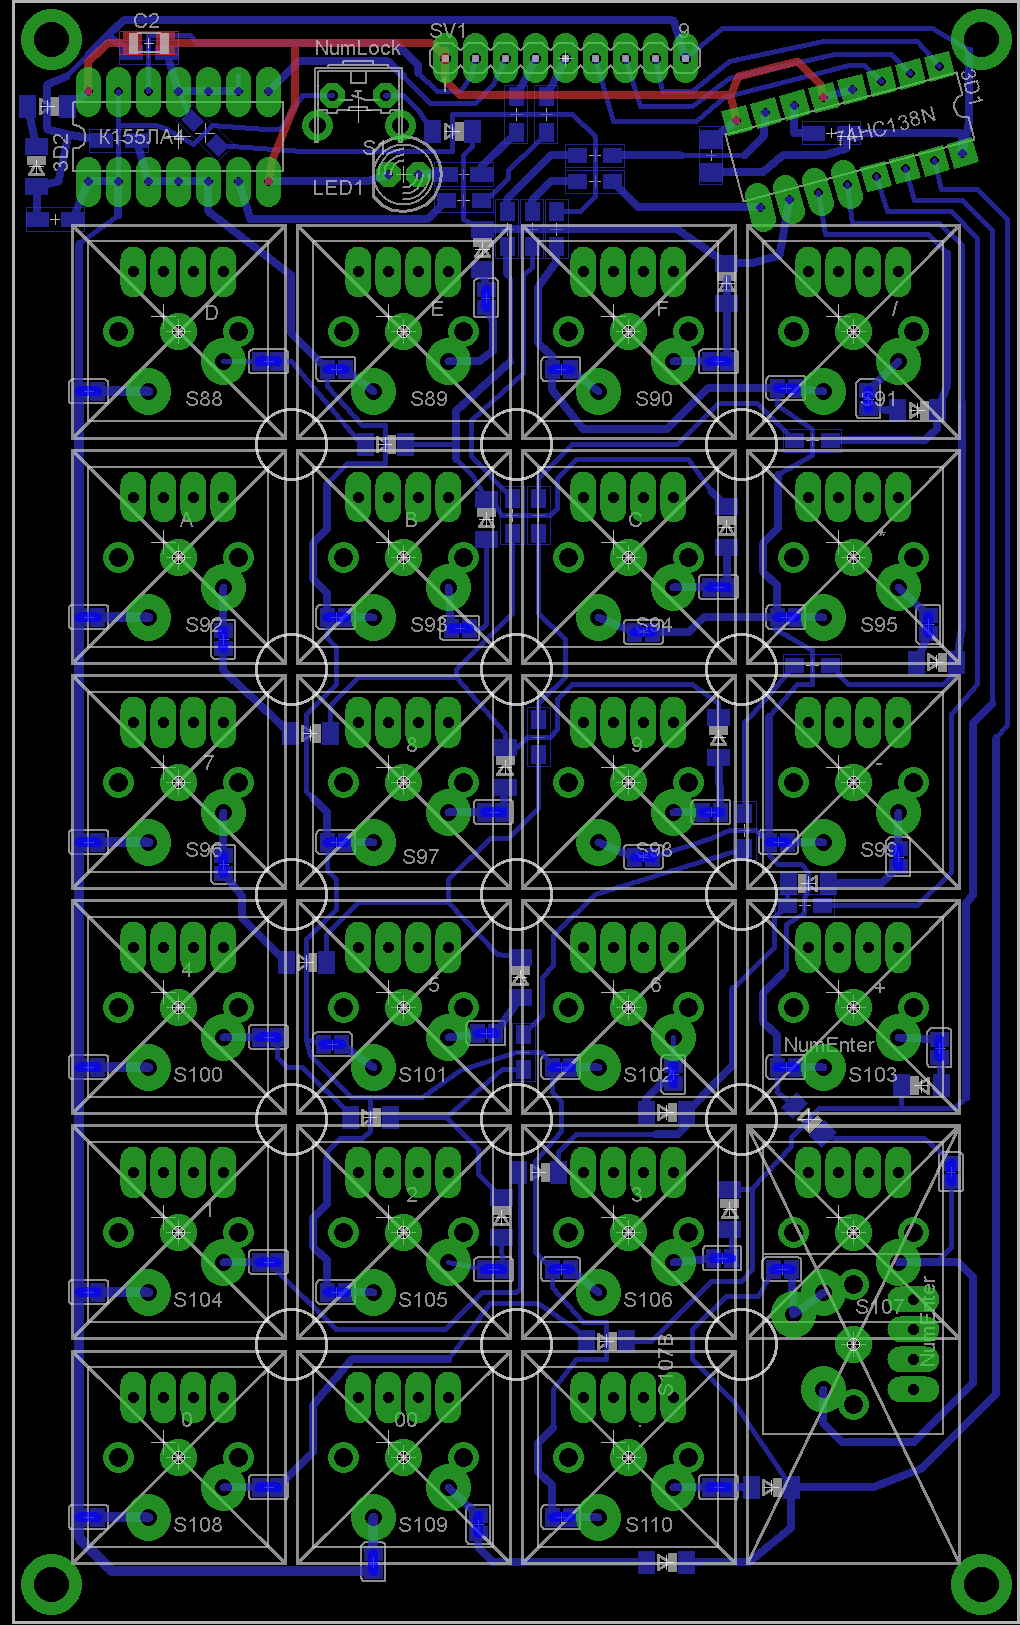 C2
SV1
9
NumLock
3D1
74HC138N
К155ЛА4
3D2
S1
LED1
D
E
F
/
S88
S89
S90
S91
A
B
C
*
S92
S93
S94
S95
7
8
9
-
S96
S97
S98
S99
4
5
6
+
NumEnter
S100
S101
S102
S103
1
2
3
S104
S105
S106
S107
NumEnter
S107B
0
00
.
S108
S109
S110